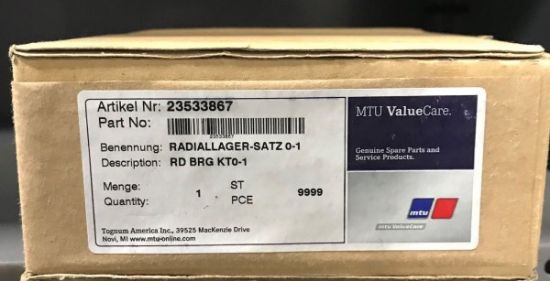 Artikel Nr: 23533867
Part No:
23533867
Benennung: RADIALLAGER-SATZ 0-1
Description: RD BRG KT0-1
Menge: 1 ST 9999
Quantity: PCE
Tognum America Inc., 39525 MacKenzie Drive
Novi, MI www.mtu-online.com
MTU ValueCare.
Genuine Spare Parts and
Service Products.
mtu
mtu ValueCare